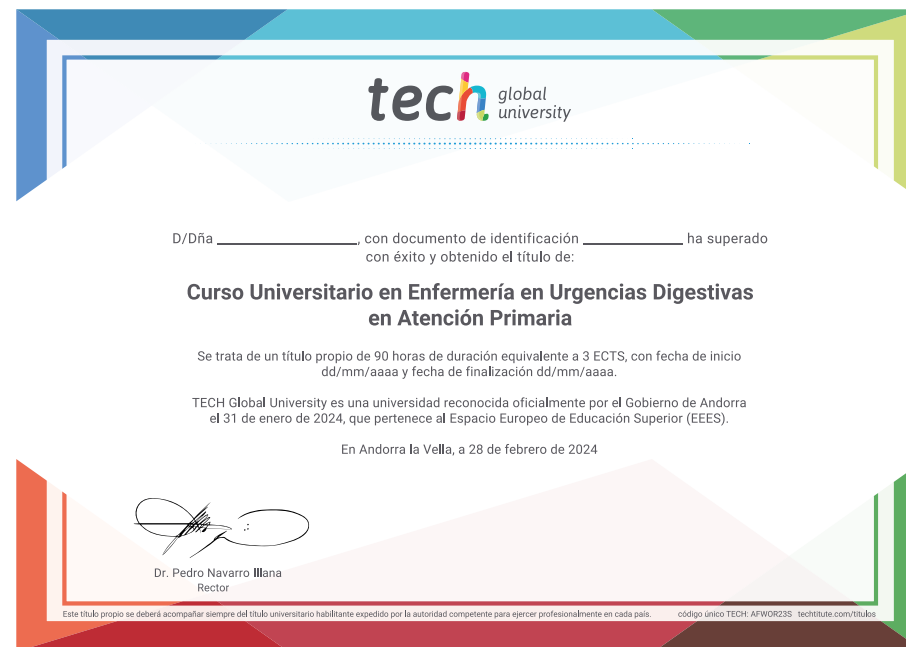 tech global university
D/Dña ____________________, con documento de identificación ______________ ha superado
con éxito y obtenido el título de:
Curso Universitario en Enfermería en Urgencias Digestivas
en Atención Primaria
Se trata de un título propio de 90 horas de duración equivalente a 3 ECTS, con fecha de inicio
dd/mm/aaaa y fecha de finalización dd/mm/aaaa.
TECH Global University es una universidad reconocida oficialmente por el Gobierno de Andorra
el 31 de enero de 2024, que pertenece al Espacio Europeo de Educación Superior (EEES).
En Andorra la Vella, a 28 de febrero de 2024
Dr. Pedro Navarro Illana
Rector
Este título propio se deberá acompañar siempre del título universitario habilitante expedido por la autoridad competente para ejercer profesionalmente en cada país. código único TECH: AFWOR23S techtitute.com/titulos